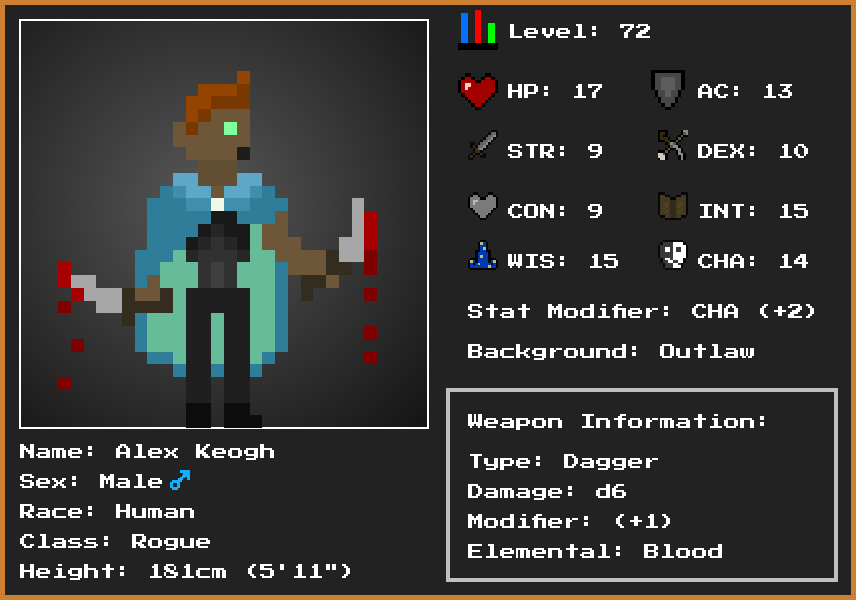 Level: 72
HP: 17 AC: 13
STR: 9 DEX: 10
CON: 9 INT: 15
WIS: 15 CHA: 14
Stat Modifier: CHA (+2)
Background: Outlaw
Weapon Information:
Type: Dagger
Damage: d6
Modifier: (+1)
Elemental: Blood
Name: Alex Keogh
Sex: Male ♂
Race: Human
Class: Rogue
Height: 181cm (5'11")